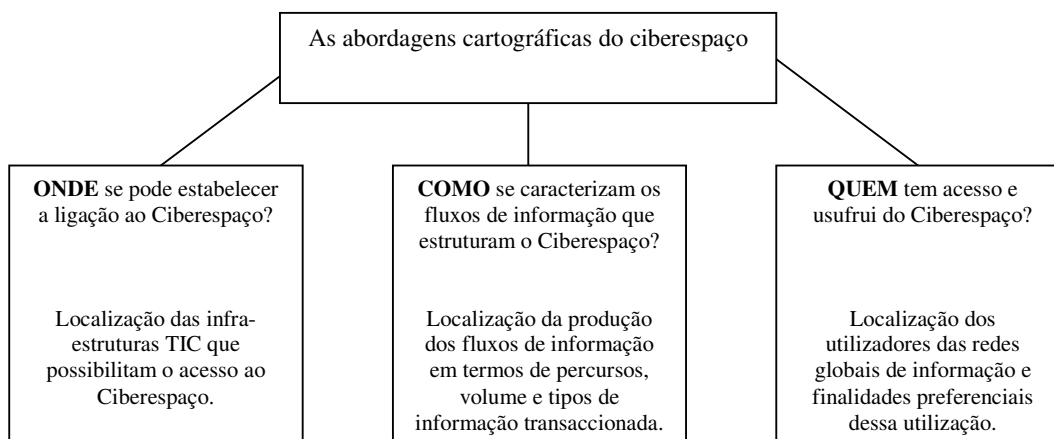 As abordagens cartográficas do ciberespaço
ONDE se pode estabelecer
a ligação ao Ciberespaço?
Localização das infra-
estruturas TIC que
possibilitam o acesso ao
Ciberespaço.
COMO se caracterizam os
fluxos de informação que
estruturam o Ciberespaço?
Localização da produção
dos fluxos de informação
em termos de percursos,
volume e tipos de
informação transaccionada.
QUEM tem acesso e
usufrui do Ciberespaço?
Localização dos
utilizadores das redes
globais de informação e
finalidades preferenciais
dessa utilização.